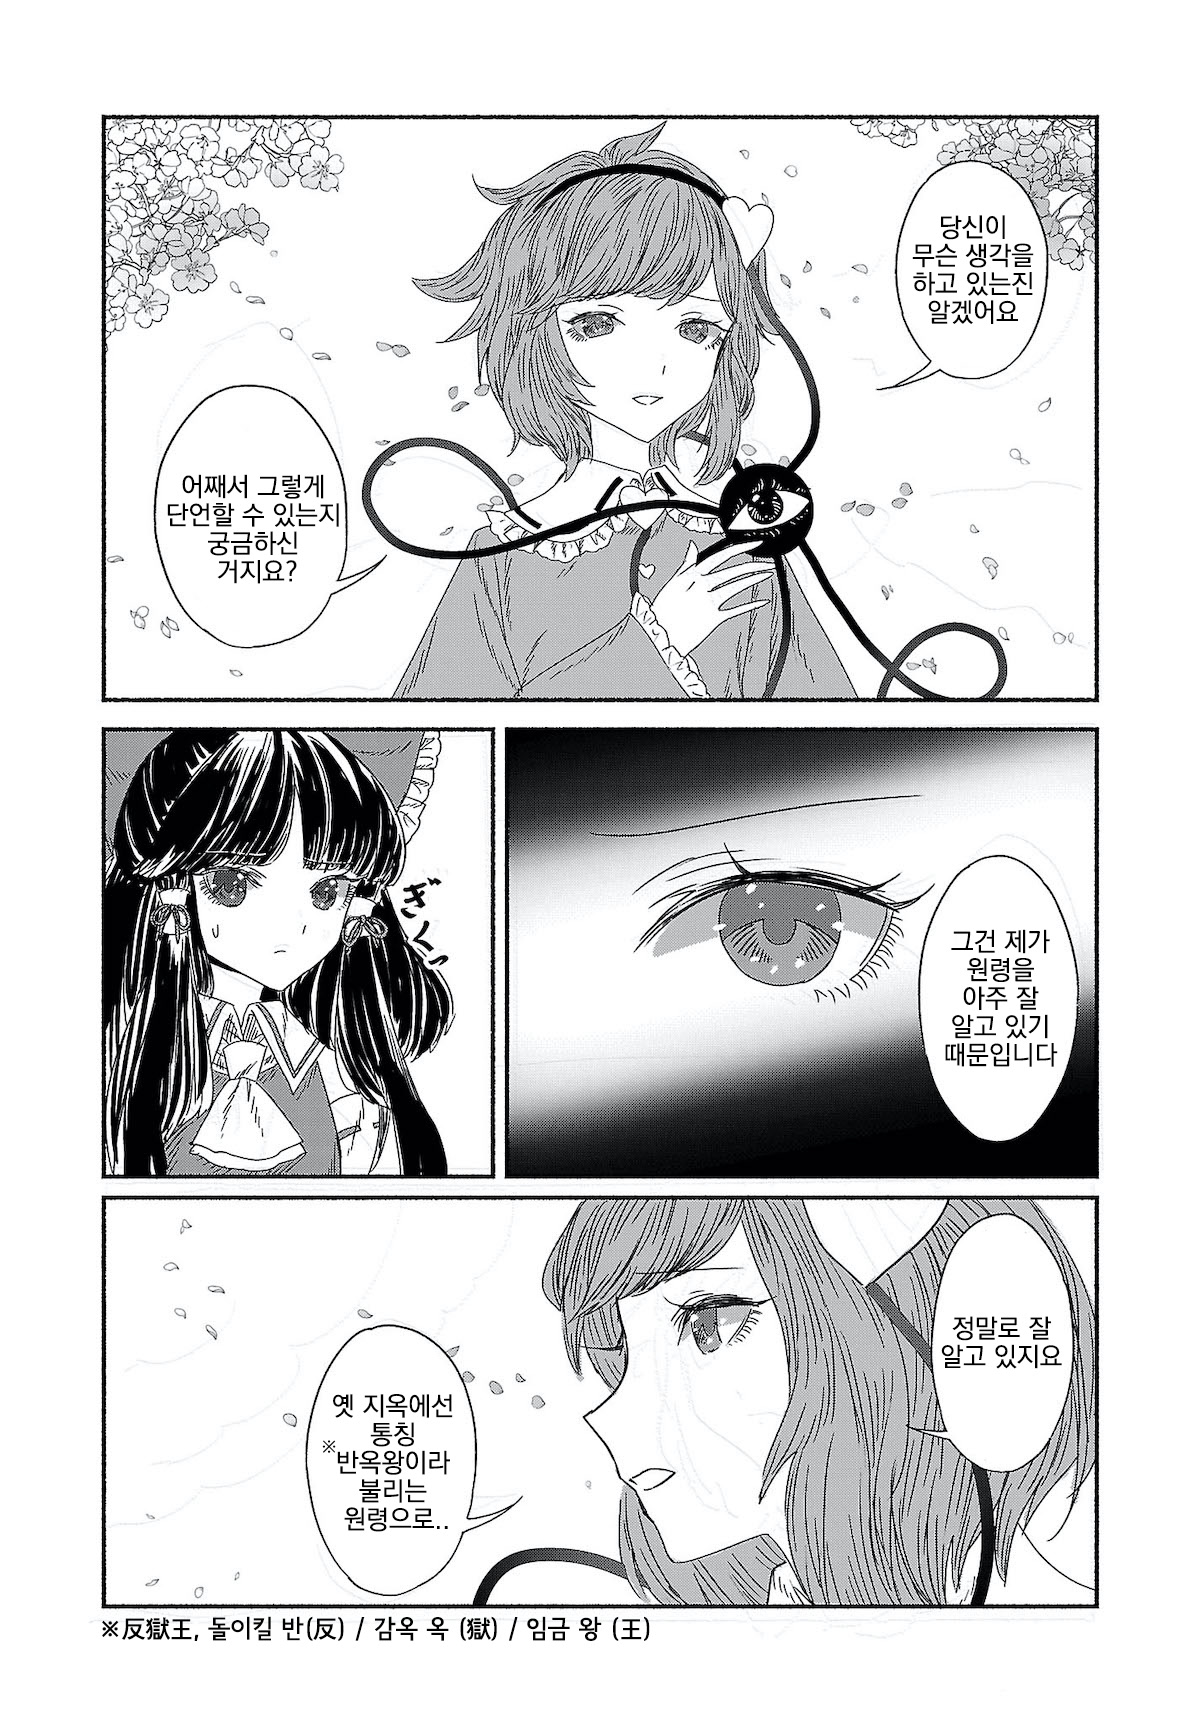 당신이
무슨 생각을
하고 있는진
알겠어요
어째서 그렇게
단언할 수 있는지
궁금하신
거지요?
그건 제가
원령을
아주 잘
알고 있기
때문입니다
ぎくっ
정말로 잘
알고 있지요
옛 지옥에선
통칭
※반옥왕이라
불리는
원령으로..
※反獄王, 돌이킬 반(反) / 감옥 옥 (獄) / 임금 왕 (王)